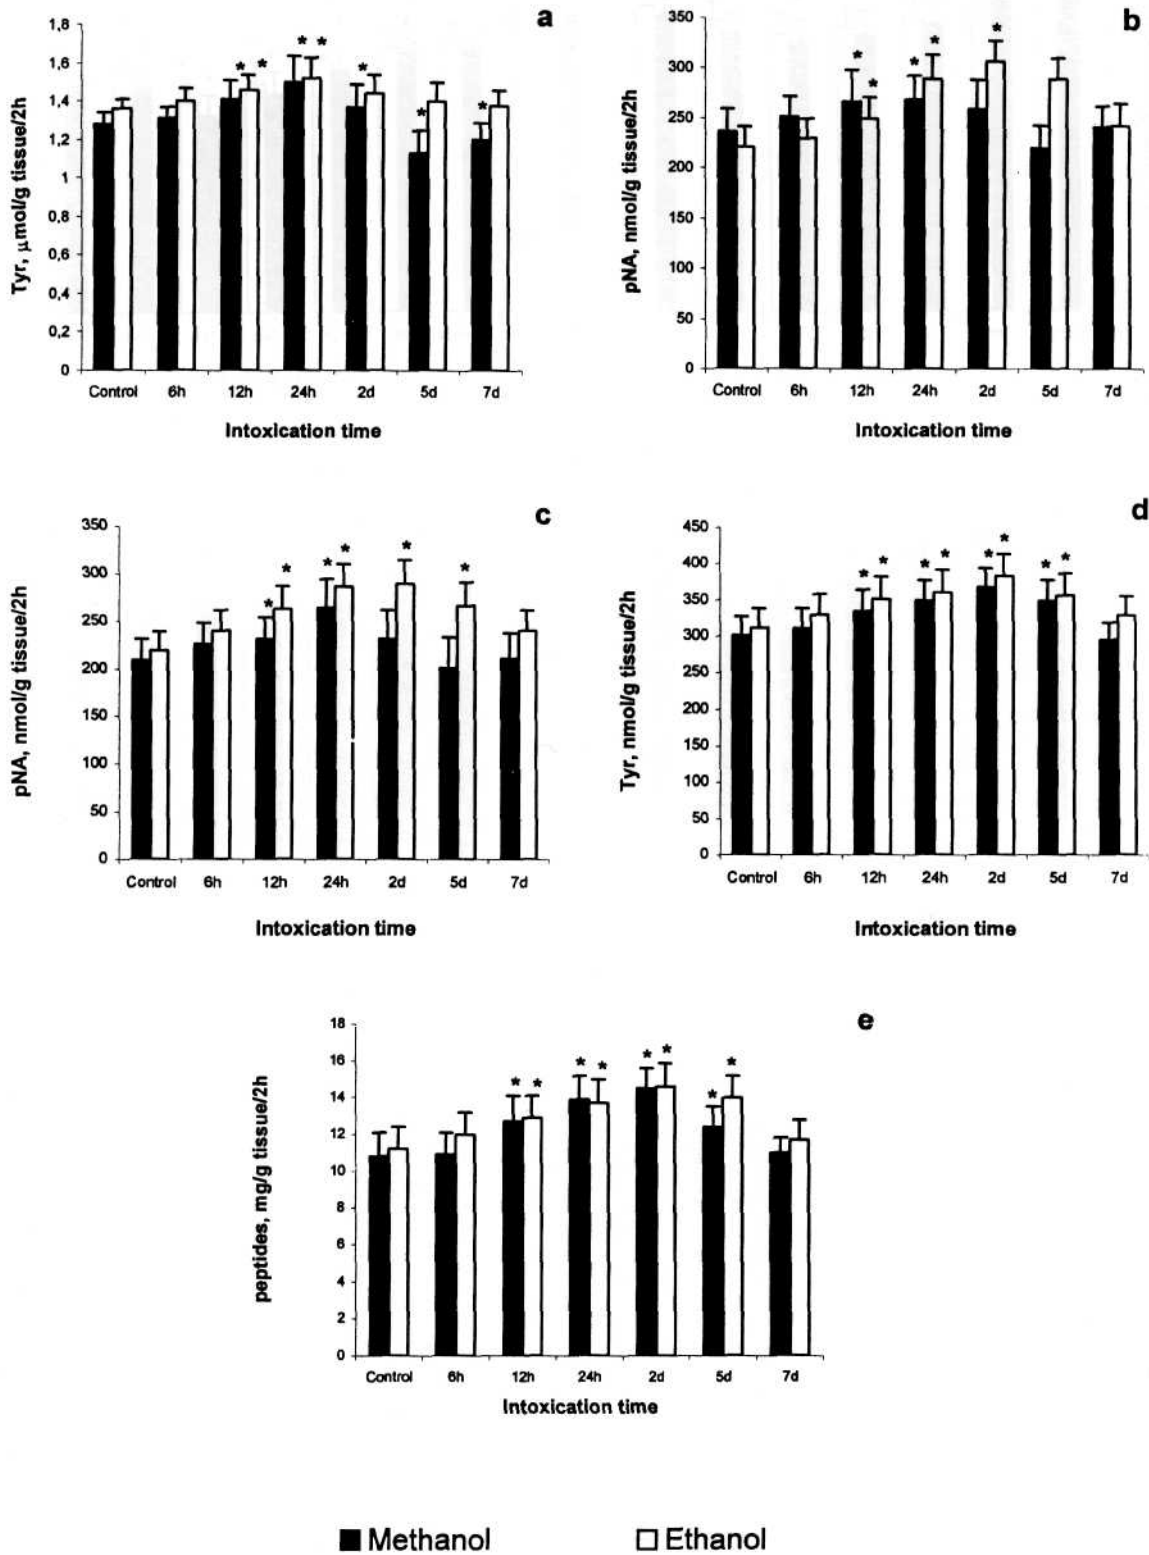 a
Tyr, µmol/g tissue/2h
1,8
1,6
1,4
1,2
1
0,8
0,6
0,4
0,2
0
* * * * * * *
Control 6h 12h 24h 2d 5d 7d
Intoxication time
b
pNA, nmol/g tissue/2h
350
300
250
200
150
100
50
0
* * * * *
Control 6h 12h 24h 2d 5d 7d
Intoxication time
c
pNA, nmol/g tissue/2h
350
300
250
200
150
100
50
0
* * * * * *
Control 6h 12h 24h 2d 5d 7d
Intoxication time
d
Tyr, nmol/g tissue/2h
450
400
350
300
250
200
150
100
50
0
* * * * * * * *
Control 6h 12h 24h 2d 5d 7d
Intoxication time
e
peptides, mg/g tissue/2h
18
16
14
12
10
8
6
4
2
0
* * * * * * * *
Control 6h 12h 24h 2d 5d 7d
Intoxication time
Methanol Ethanol